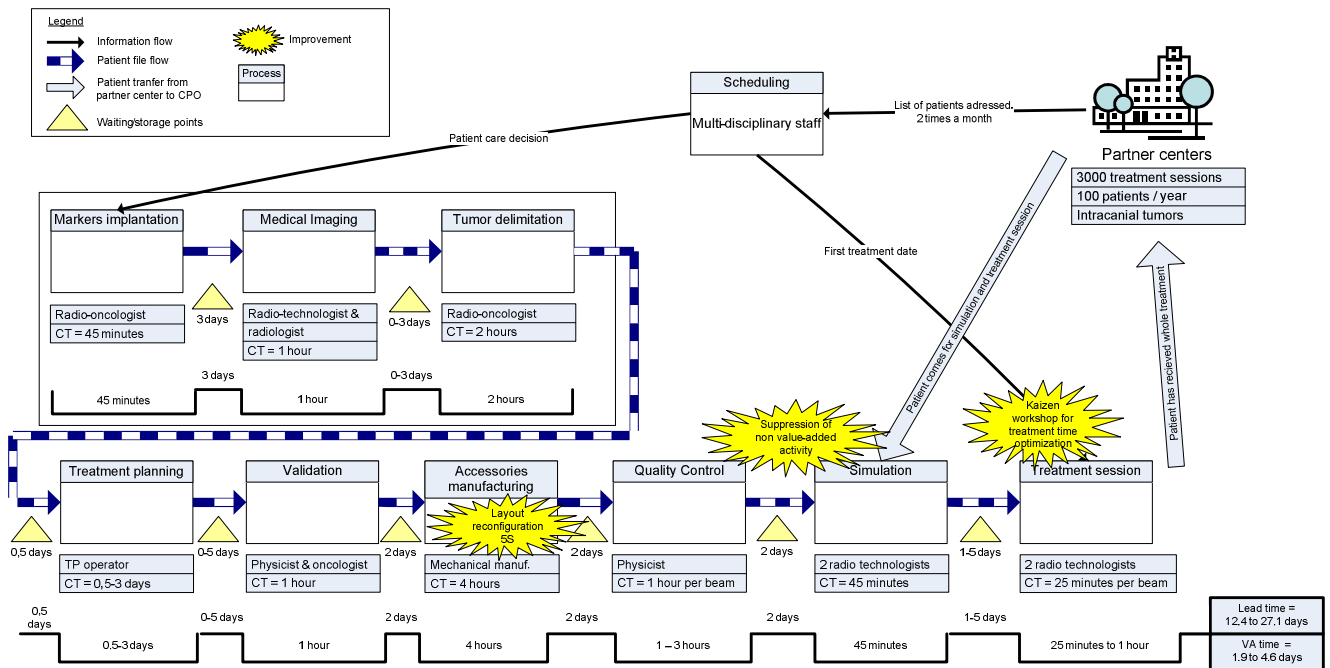 Legend
Information flow
Patient file flow
Patient tranfer from
partner center to CPO
Waiting/storage points
Improvement
Process
Scheduling
Multi-disciplinary staff
List of patients adressed.
2 times a month
Partner centers
3000 treatment sessions
100 patients / year
Intracanial tumors
Patient care decision
First treatment date
Patient comes for simulation and treatment session
Patient has recieved whole treatment
Markers implantation
Medical Imaging
Tumor delimitation
Radio-oncologist
CT = 45 minutes
3 days
Radio-technologist &
radiologist
CT = 1 hour
0-3 days
Radio-oncologist
CT = 2 hours
3 days
0-3 days
45 minutes
1 hour
2 hours
Suppression of
non value-added
activity
Kaizen
workshop for
treatment time
optimization
Treatment planning
Validation
Accessories
manufacturing
Quality Control
Simulation
Treatment session
Layout
reconfiguration
5S
0,5 days
0-5 days
2 days
2 days
2 days
1-5 days
TP operator
CT = 0,5-3 days
Physicist & oncologist
CT = 1 hour
Mechanical manuf.
CT = 4 hours
Physicist
CT = 1 hour per beam
2 radio technologists
CT = 45 minutes
2 radio technologists
CT = 25 minutes per beam
0,5
days
0-5 days
2 days
2 days
2 days
1-5 days
0.5-3 days
1 hour
4 hours
1 – 3 hours
45 minutes
25 minutes to 1 hour
Lead time =
12,4 to 27,1 days
VA time =
1.9 to 4.6 days